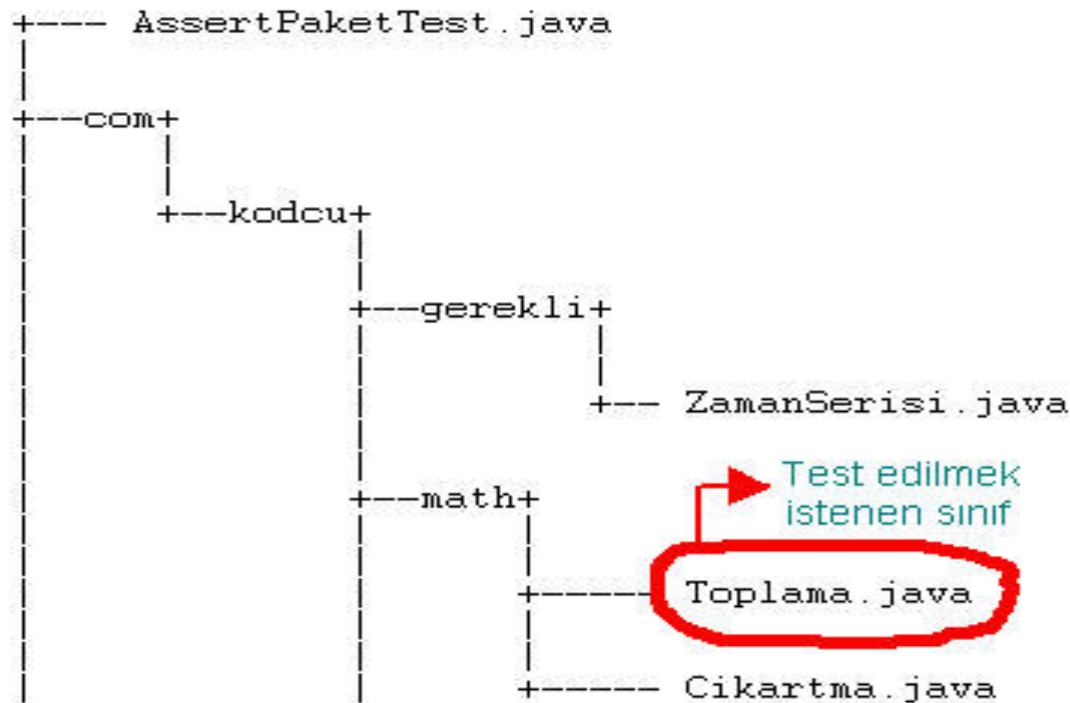 +--- AssertPaketTest.java
|
+--com+
|
+--kodcu+
|
+--gerekli+
|
+-- ZamanSerisi.java
Test edilmek
istenen sınıf
+--math+
|
+----- Toplama.java
|
+----- Cikartma.java